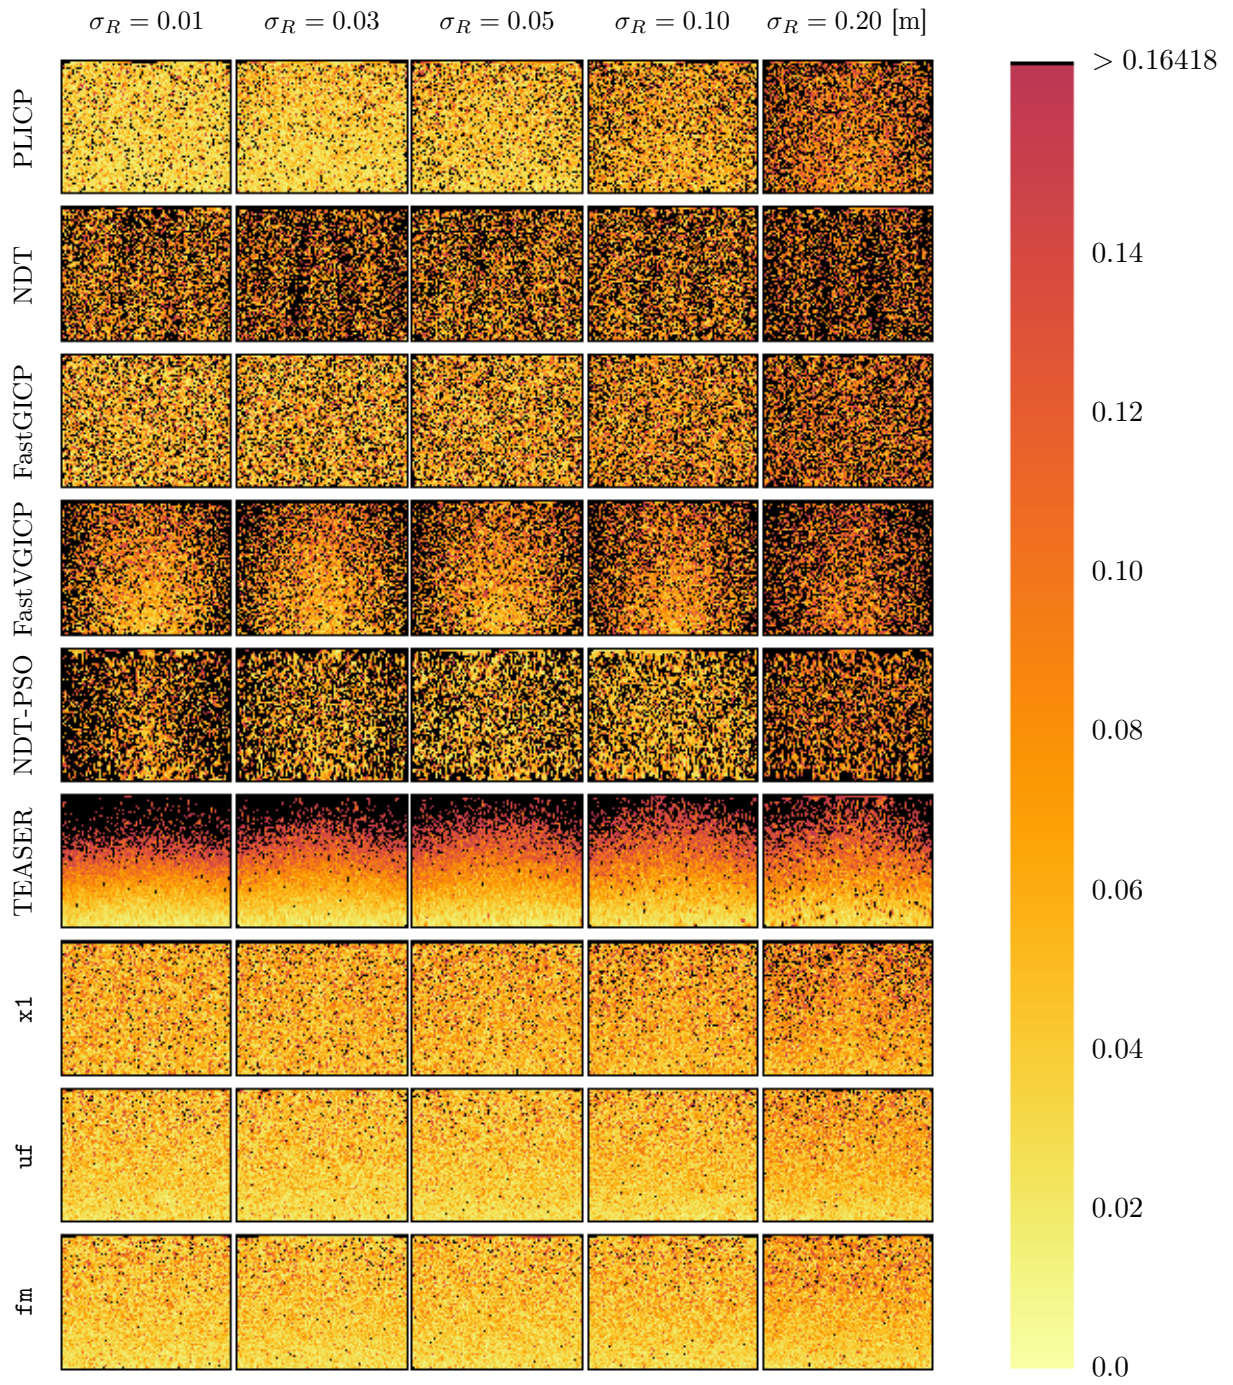 σ_R = 0.01 σ_R = 0.03 σ_R = 0.05 σ_R = 0.10 σ_R = 0.20 [m]
PLICP
NDT
FastGICP
FastVGICP
NDT-PSO
TEASER
x1
uf
fm
> 0.16418
0.14
0.12
0.10
0.08
0.06
0.04
0.02
0.0